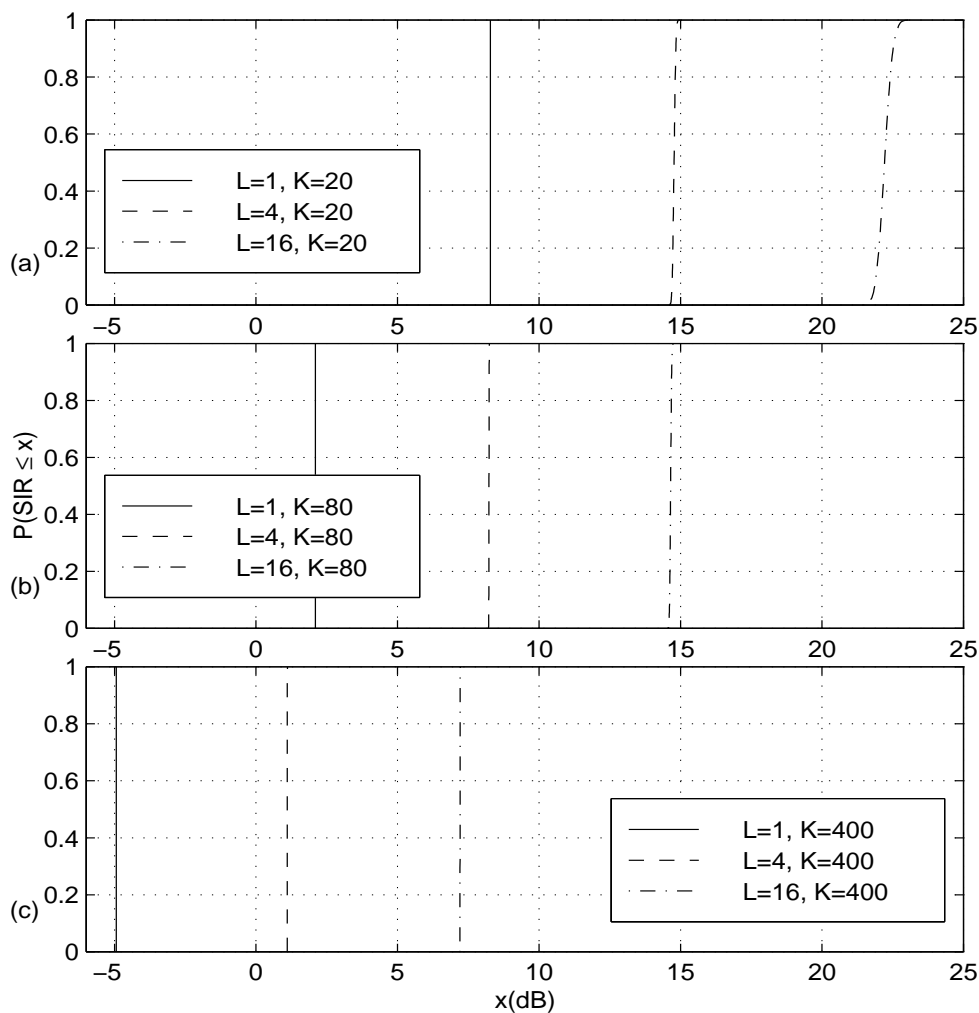 1
0.8
0.6
0.4
0.2
0
(a)
L=1, K=20
L=4, K=20
L=16, K=20
−5 0 5 10 15 20 25
1
0.8
0.6
0.4
0.2
0
P(SIR ≤ x)
(b)
L=1, K=80
L=4, K=80
L=16, K=80
−5 0 5 10 15 20 25
1
0.8
0.6
0.4
0.2
0
(c)
L=1, K=400
L=4, K=400
L=16, K=400
−5 0 5 10 15 20 25
x(dB)